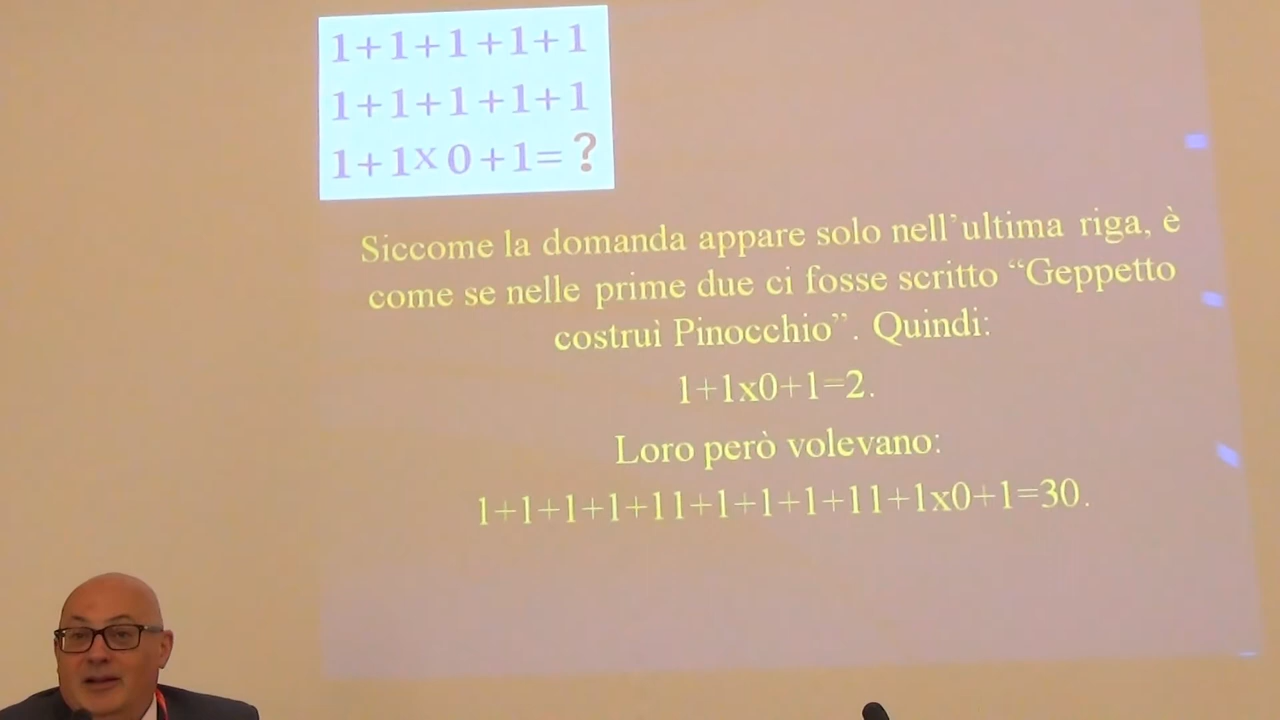 1+1+1+1+1
1+1+1+1+1
1+1x0+1=?
Siccome la domanda appare solo nell’ultima riga, è
come se nelle prime due ci fosse scritto “Geppetto
costruì Pinocchio”. Quindi:
1+1x0+1=2.
Loro però volevano:
1+1+1+1+11+1+1+1+11+1x0+1=30.